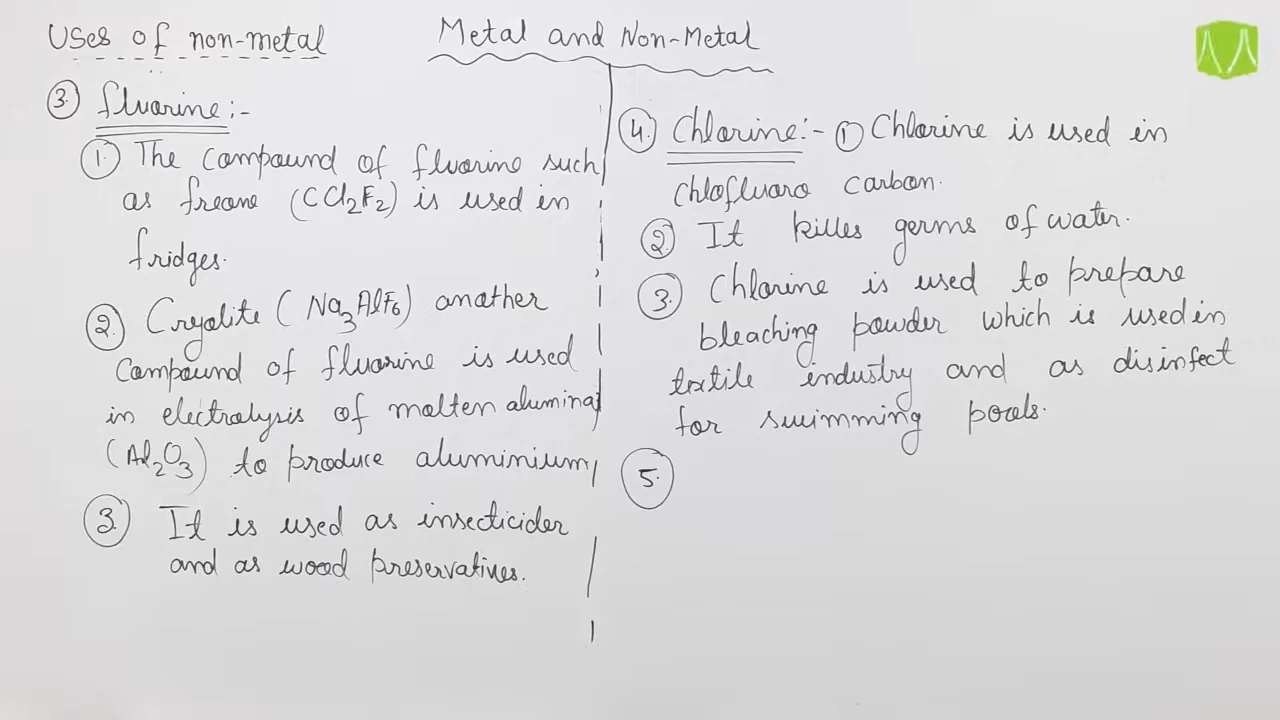 Uses of non-metal
Metal and Non-Metal
3. fluorine:-
1. The compound of fluorine such
as freone (CCl2F2) is used in
fridges.
2. Cryolite (Na3AlF6) another
compound of fluorine is used
in electrolysis of molten alumina
(Al2O3) to produce aluminium
3. It is used as insecticider
and as wood preservatives.
4. Chlorine:- 1 Chlorine is used in
chlofluoro carbon.
2 It killes germs of water.
3. Chlorine is used to prepare
bleaching powder which is used in
textile industry and as disinfect
for swimming pools.
5.